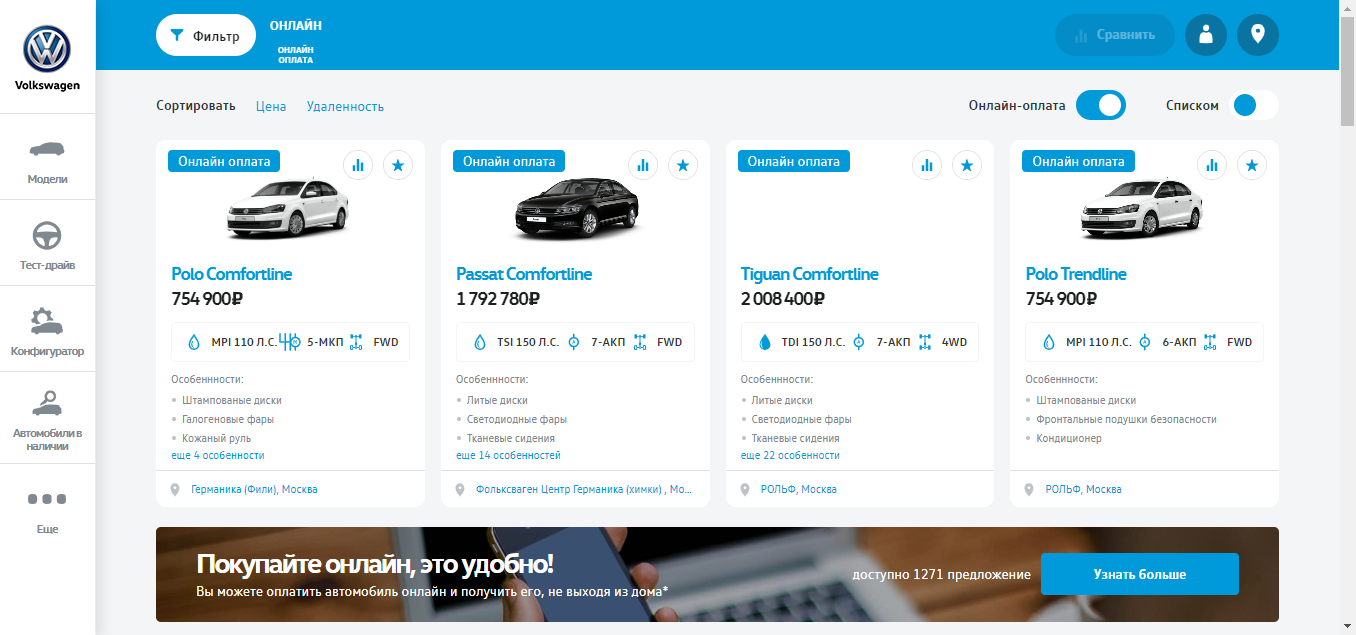 Volkswagen
Модели
Тест-драйв
Конфигуратор
Автомобили в
наличии
Еще
Фильтр
ОНЛАЙН
ОНЛАЙН
ОПЛАТА
Сравнить
Сортировать Цена Удаленность
Онлайн-оплата
Списком
Онлайн оплата
Polo Comfortline
754 900₽
MPI 110 Л.С. 5-МКП FWD
Особеннности:
Штампованые диски
Галогеновые фары
Кожаный руль
еще 4 особенности
Германика (Фили), Москва
Онлайн оплата
Passat Comfortline
1 792 780₽
TSI 150 Л.С. 7-АКП FWD
Особеннности:
Литые диски
Светодиодные фары
Тканевые сидения
еще 14 особенностей
Фольксваген Центр Германика (химки) , Мо...
Онлайн оплата
Tiguan Comfortline
2 008 400₽
TDI 150 Л.С. 7-АКП 4WD
Особеннности:
Литые диски
Светодиодные фары
Тканевые сидения
еще 22 особенности
РОЛЬФ, Москва
Онлайн оплата
Polo Trendline
754 900₽
MPI 110 Л.С. 6-АКП FWD
Особеннности:
Штампованые диски
Фронтальные подушки безопасности
Кондиционер
РОЛЬФ, Москва
Покупайте онлайн, это удобно!
Вы можете оплатить автомобиль онлайн и получить его, не выходя из дома*
доступно 1271 предложение
Узнать больше